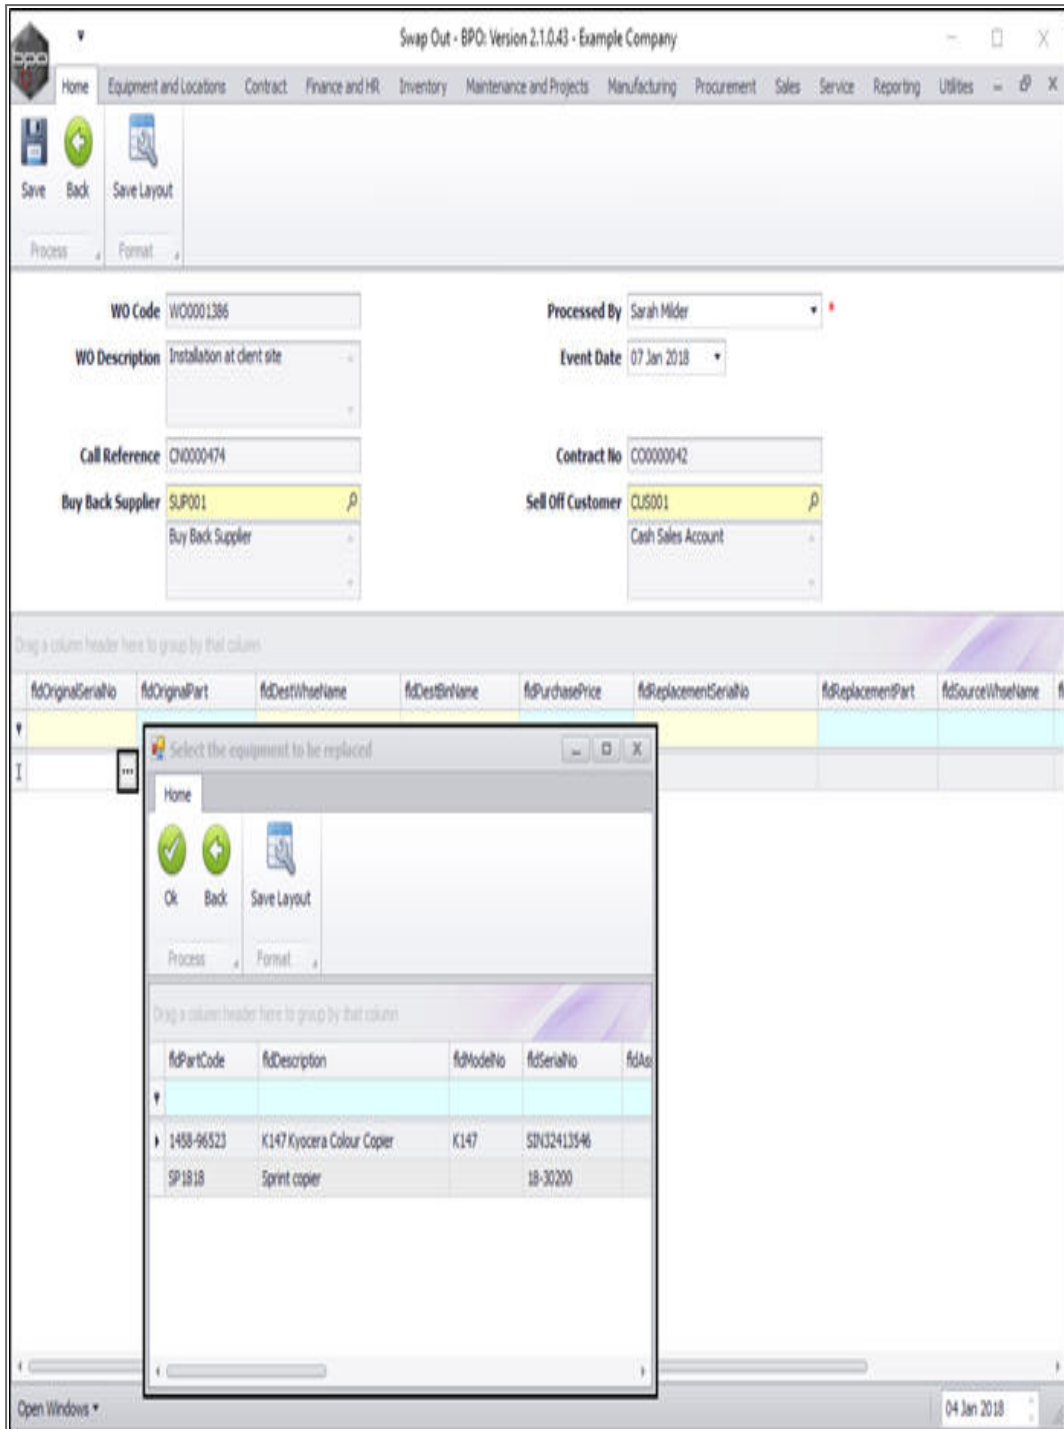 Swap Out - BPO: Version 2.1.0.43 - Example Company
bpo
Home Equipment and Locations Contract Finance and HR Inventory Maintenance and Projects Manufacturing Procurement Sales Service Reporting Utilities
Save Back Save Layout
Process Format
WO Code WO0001386 Processed By Sarah Milder *
WO Description Installation at client site Event Date 07 Jan 2018
Call Reference CN0000474 Contract No CO0000042
Buy Back Supplier SUP001 Sell Off Customer CUS001
Buy Back Supplier Cash Sales Account
Drag a column header here to group by that column
fldOriginalSerialNo fldOriginalPart fldDestWhseName fldDestBinName fldPurchasePrice fldReplacementSerialNo fldReplacementPart fldSourceWhseName
...
Select the equipment to be replaced
Home
Ok Back Save Layout
Process Format
Drag a column header here to group by that column
fldPartCode fldDescription fldModelNo fldSerialNo fldAs
1458-96523 K147 Kyocera Colour Copier K147 SIN32413546
SP1818 Sprint copier 18-30200
Open Windows 04 Jan 2018